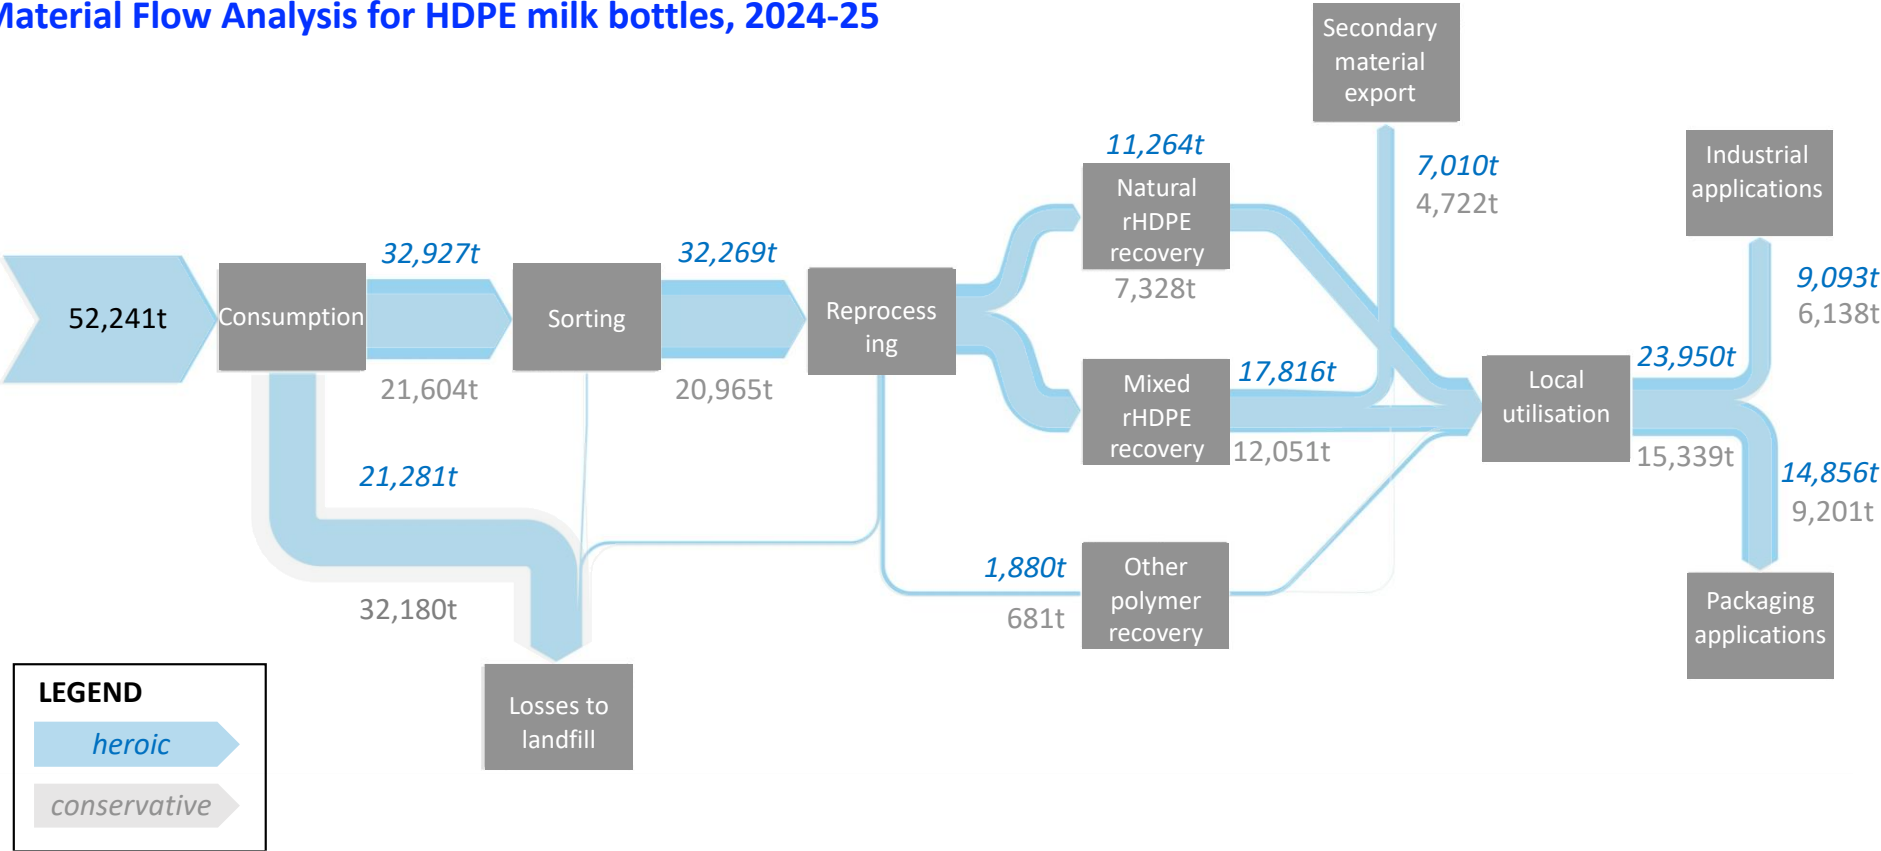 Material Flow Analysis for HDPE milk bottles, 2024-25
Secondary
material
export
7,010t
4,722t
Industrial
applications
9,093t
6,138t
11,264t
Natural
rHDPE
recovery
7,328t
52,241t
Consumption
32,927t
21,604t
Sorting
32,269t
20,965t
Reprocess
ing
Mixed
rHDPE
recovery
17,816t
12,051t
Local
utilisation
23,950t
15,339t
14,856t
9,201t
21,281t
32,180t
1,880t
681t
Other
polymer
recovery
Packaging
applications
Losses to
landfill
LEGEND
heroic
conservative